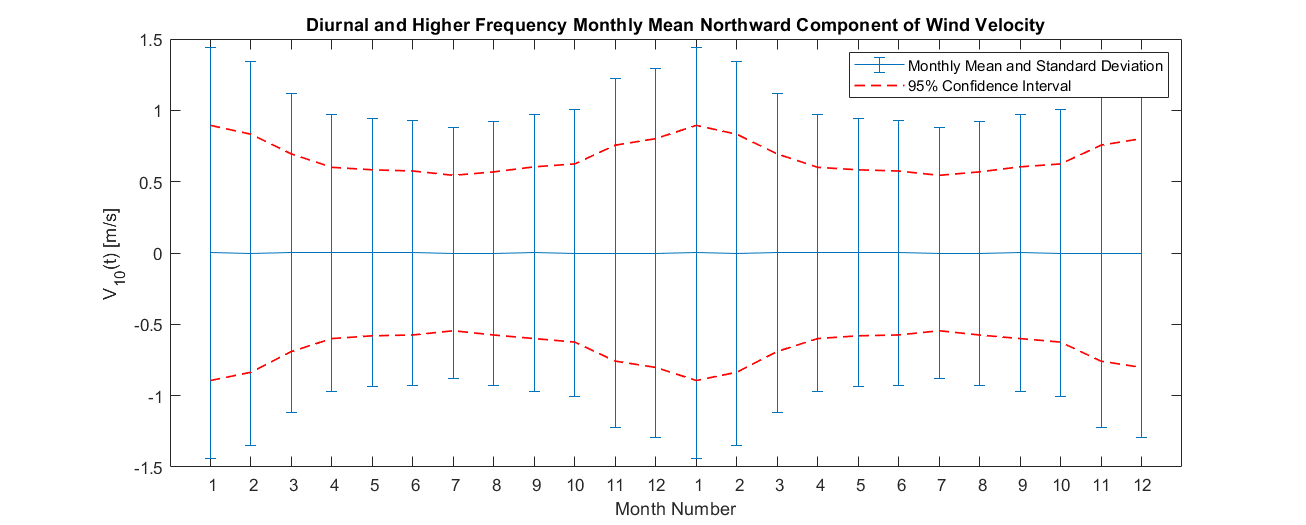 Diurnal and Higher Frequency Monthly Mean Northward Component of Wind Velocity
Monthly Mean and Standard Deviation
95% Confidence Interval
V10(t) [m/s]
1.5
1
0.5
0
-0.5
-1
-1.5
1 2 3 4 5 6 7 8 9 10 11 12 1 2 3 4 5 6 7 8 9 10 11 12
Month Number